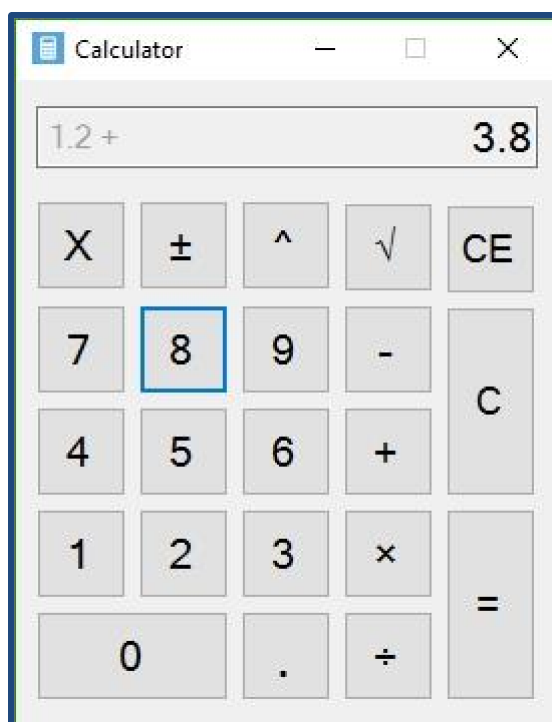 Calculator
1.2 + 3.8
X ± ^ √ CE
7 8 9 -
C
4 5 6 +
1 2 3 ×
=
0 . ÷